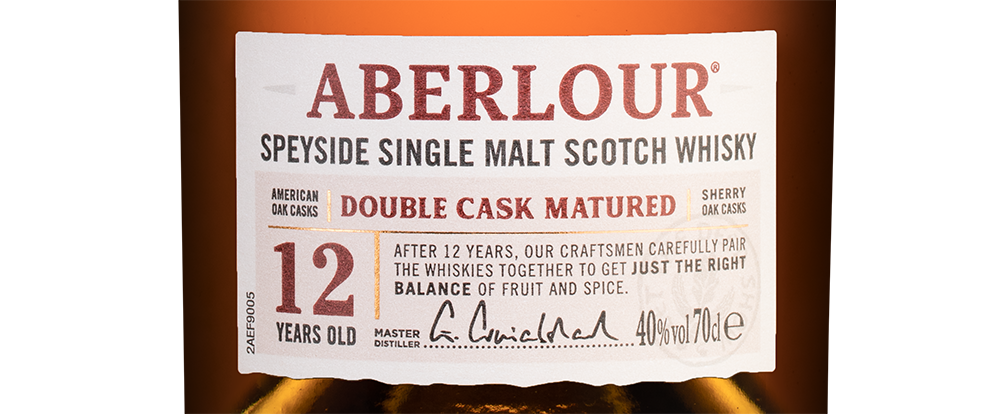 ABERLOUR®
SPEYSIDE SINGLE MALT SCOTCH WHISKY
AMERICAN
OAK CASKS
DOUBLE CASK MATURED
SHERRY
OAK CASKS
12
YEARS OLD
AFTER 12 YEARS, OUR CRAFTSMEN CAREFULLY PAIR
THE WHISKIES TOGETHER TO GET JUST THE RIGHT
BALANCE OF FRUIT AND SPICE.
MASTER
DISTILLER
40%vol 70cl e
2AEF9005